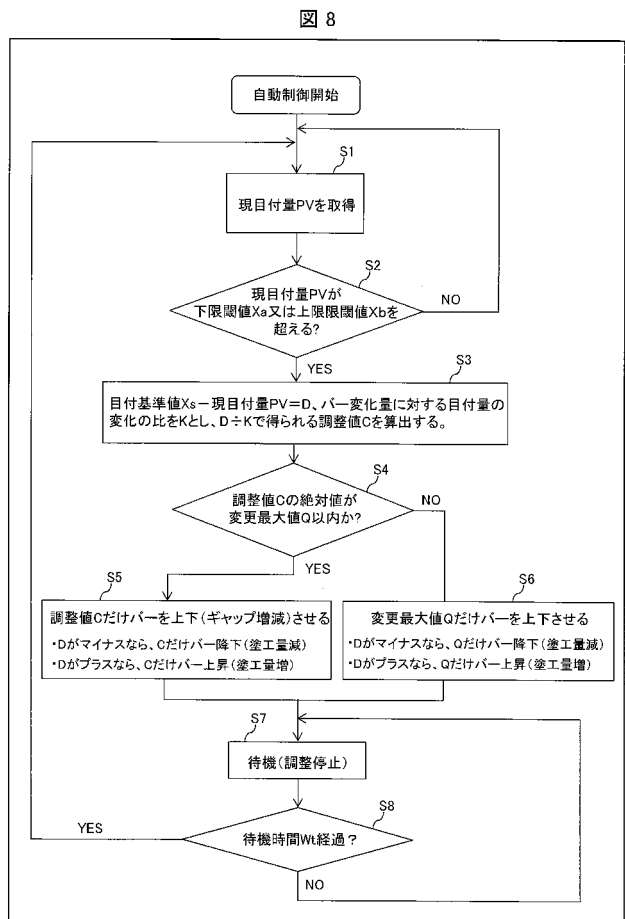 図 8
自動制御開始
S1
現目付量PVを取得
S2
現目付量PVが
下限閾値Xa又は上限限閾値Xbを
超える?
NO
YES
S3
目付基準値Xs－現目付量PV＝D、バー変化量に対する目付量の
変化の比をKとし、D÷Kで得られる調整値Cを算出する。
S4
調整値Cの絶対値が
変更最大値Q以内か?
NO
YES
S5
調整値Cだけバーを上下(ギャップ増減)させる
・Dがマイナスなら、Cだけバー降下(塗工量減)
・Dがプラスなら、Cだけバー上昇(塗工量増)
S6
変更最大値Qだけバーを上下させる
・Dがマイナスなら、Qだけバー降下(塗工量減)
・Dがプラスなら、Qだけバー上昇(塗工量増)
S7
待機(調整停止)
S8
待機時間Wt経過?
YES
NO